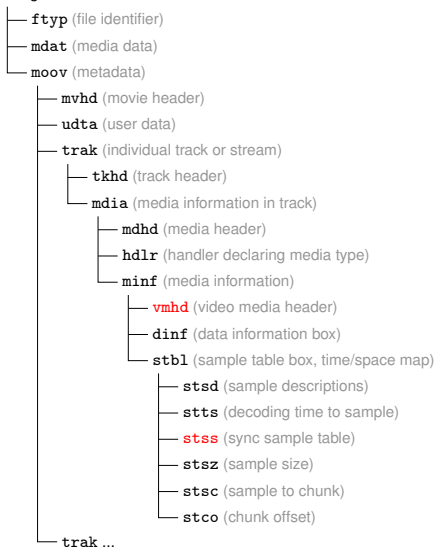 ftyp (file identifier)
mdat (media data)
moov (metadata)
mvhd (movie header)
udta (user data)
trak (individual track or stream)
tkhd (track header)
mdia (media information in track)
mdhd (media header)
hdlr (handler declaring media type)
minf (media information)
vmhd (video media header)
dinf (data information box)
stbl (sample table box, time/space map)
stsd (sample descriptions)
stts (decoding time to sample)
stss (sync sample table)
stsz (sample size)
stsc (sample to chunk)
stco (chunk offset)
trak ...